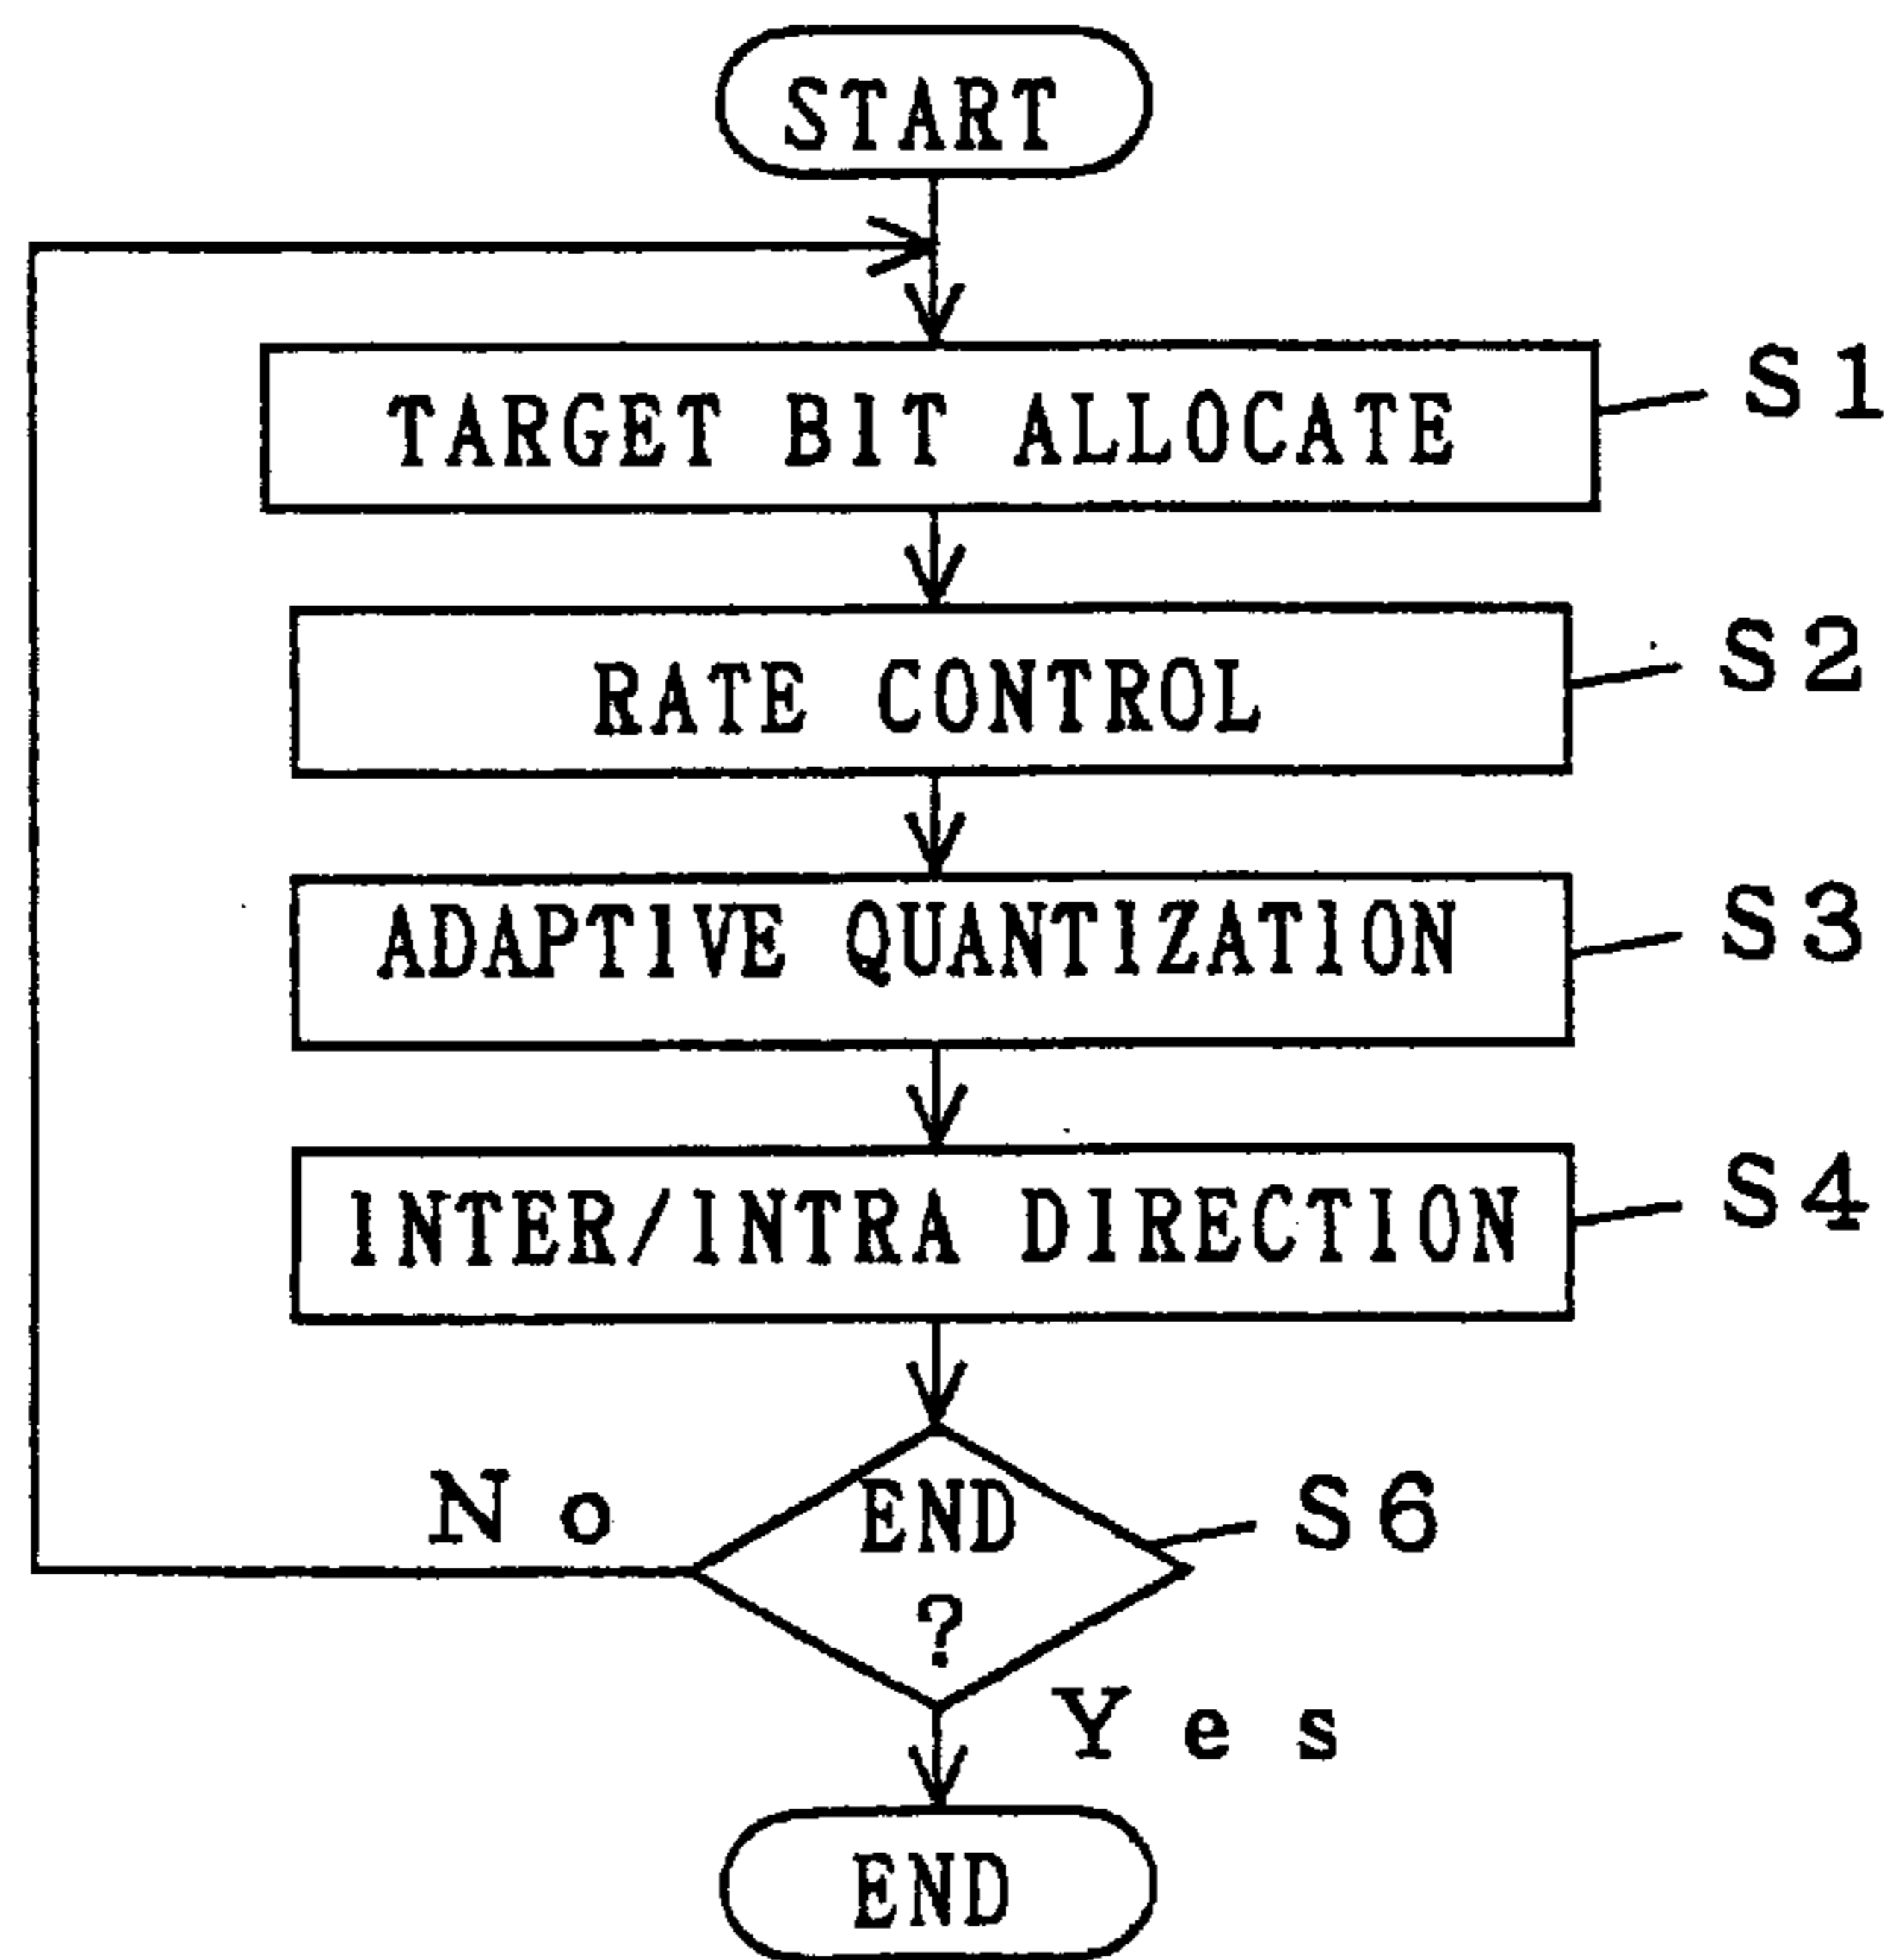 START
TARGET BIT ALLOCATE
S1
RATE CONTROL
S2
ADAPTIVE QUANTIZATION
S3
INTER/INTRA DIRECTION
S4
No
END
?
S6
Yes
END